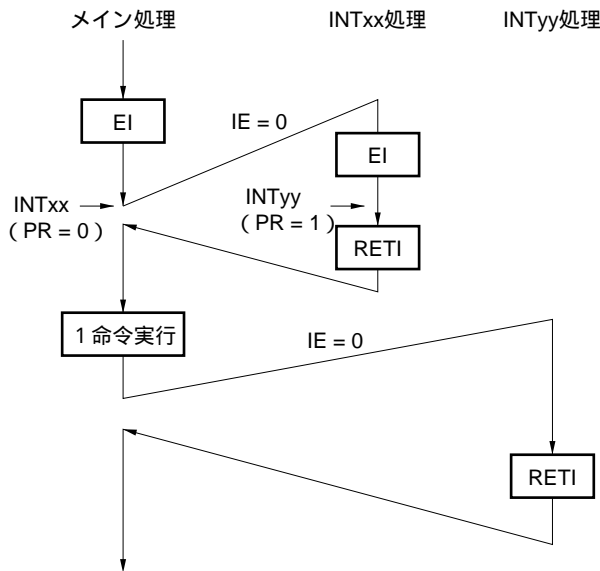 メイン処理
INTxx処理
INTyy処理
EI
IE = 0
EI
INTxx
( PR = 0 )
INTyy
( PR = 1 )
RETI
1 命令実行
IE = 0
RETI